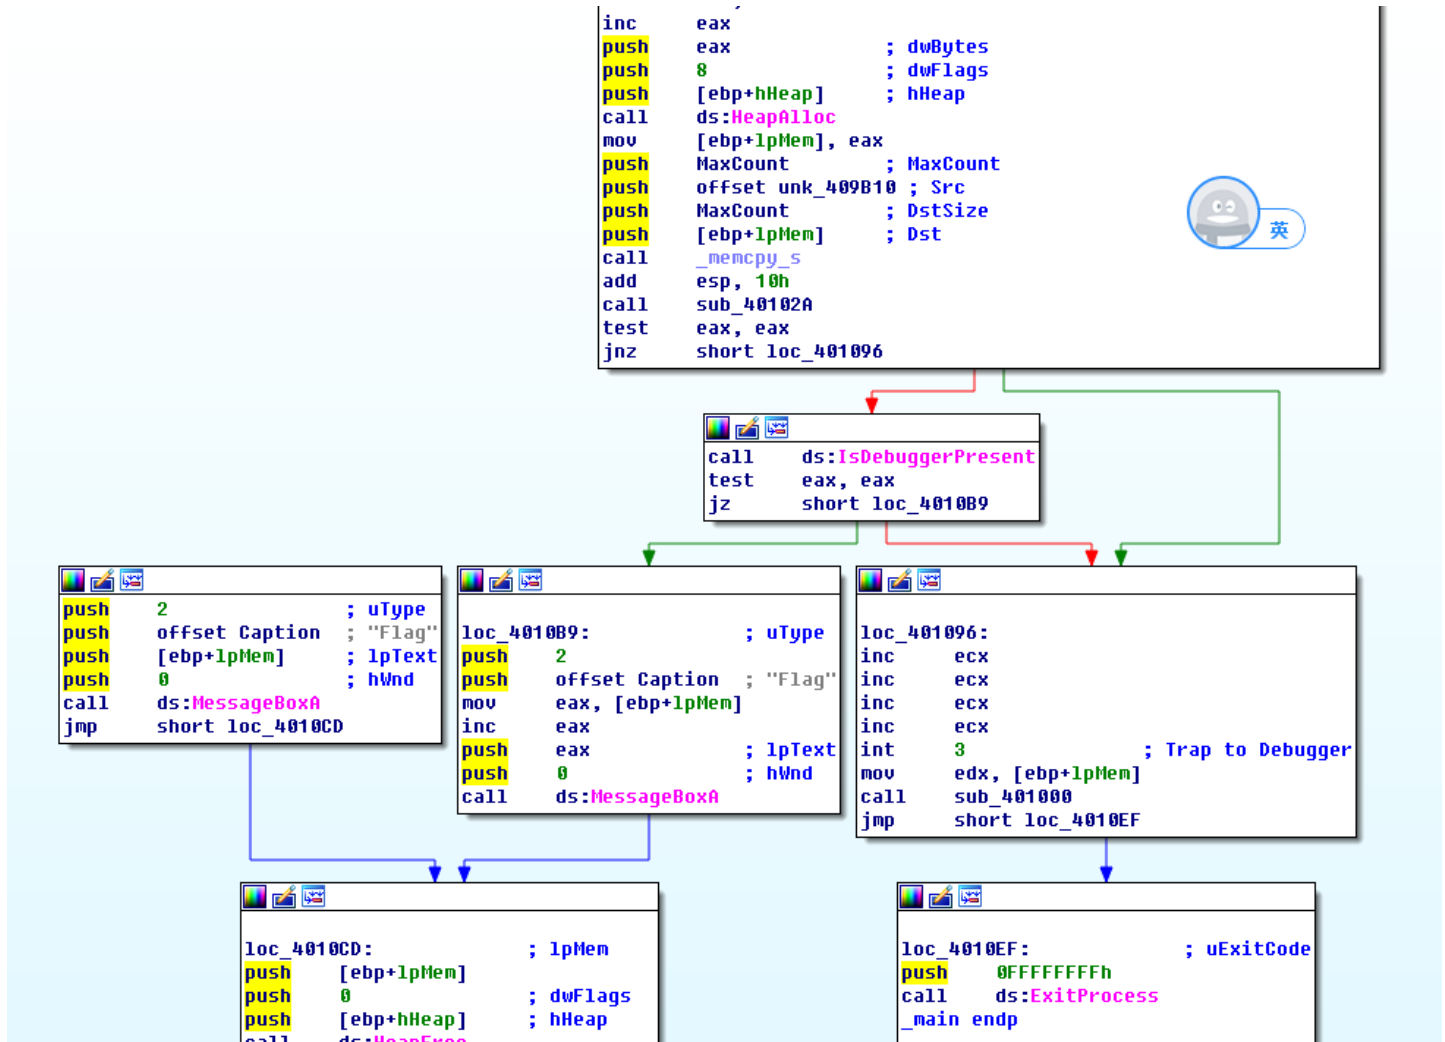 inc eax
push eax ; dwBytes
push 8 ; dwFlags
push [ebp+hHeap] ; hHeap
call ds:HeapAlloc
mov [ebp+lpMem], eax
push MaxCount ; MaxCount
push offset unk_409B10 ; Src
push MaxCount ; DstSize
push [ebp+lpMem] ; Dst
call _memcpy_s
add esp, 10h
call sub_40102A
test eax, eax
jnz short loc_401096
英
call ds:IsDebuggerPresent
test eax, eax
jz short loc_4010B9
push 2 ; uType
push offset Caption ; "Flag"
push [ebp+lpMem] ; lpText
push 0 ; hWnd
call ds:MessageBoxA
jmp short loc_4010CD
loc_4010B9: ; uType
push 2
push offset Caption ; "Flag"
mov eax, [ebp+lpMem]
inc eax
push eax ; lpText
push 0 ; hWnd
call ds:MessageBoxA
loc_401096:
inc ecx
inc ecx
inc ecx
inc ecx
int 3 ; Trap to Debugger
mov edx, [ebp+lpMem]
call sub_401000
jmp short loc_4010EF
loc_4010CD: ; lpMem
push [ebp+lpMem]
push 0 ; dwFlags
push [ebp+hHeap] ; hHeap
call ds:HeapFree
loc_4010EF: ; uExitCode
push 0FFFFFFFFh
call ds:ExitProcess
_main endp